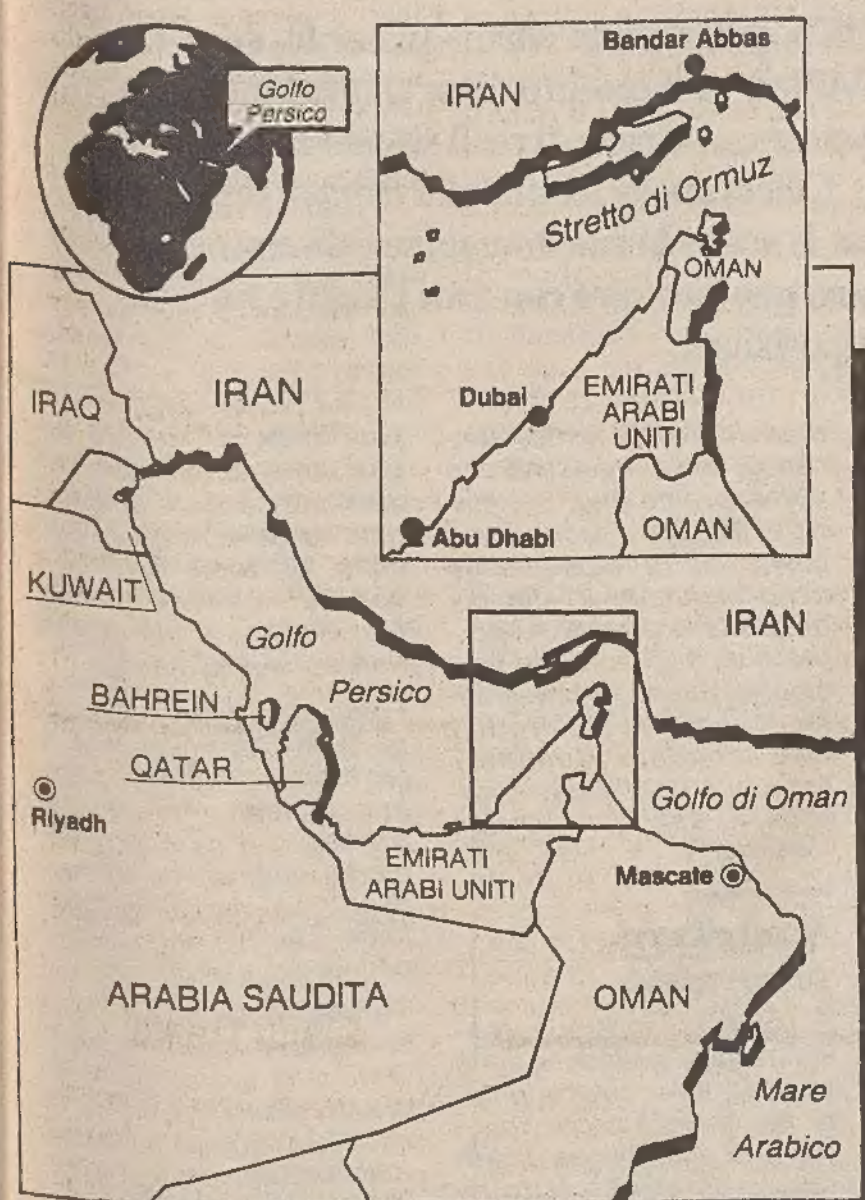 Golfo
Persico
Bandar Abbas
IRAN
Stretto di Ormuz
OMAN
Dubai
EMIRATI
ARABI
UNITI
Abu Dhabi
OMAN
IRAQ
IRAN
KUWAIT
Golfo
Persico
IRAN
BAHREIN
QATAR
Riyadh
Golfo di Oman
EMIRATI
ARABI UNITI
Mascate
ARABIA SAUDITA
OMAN
Mare
Arabico